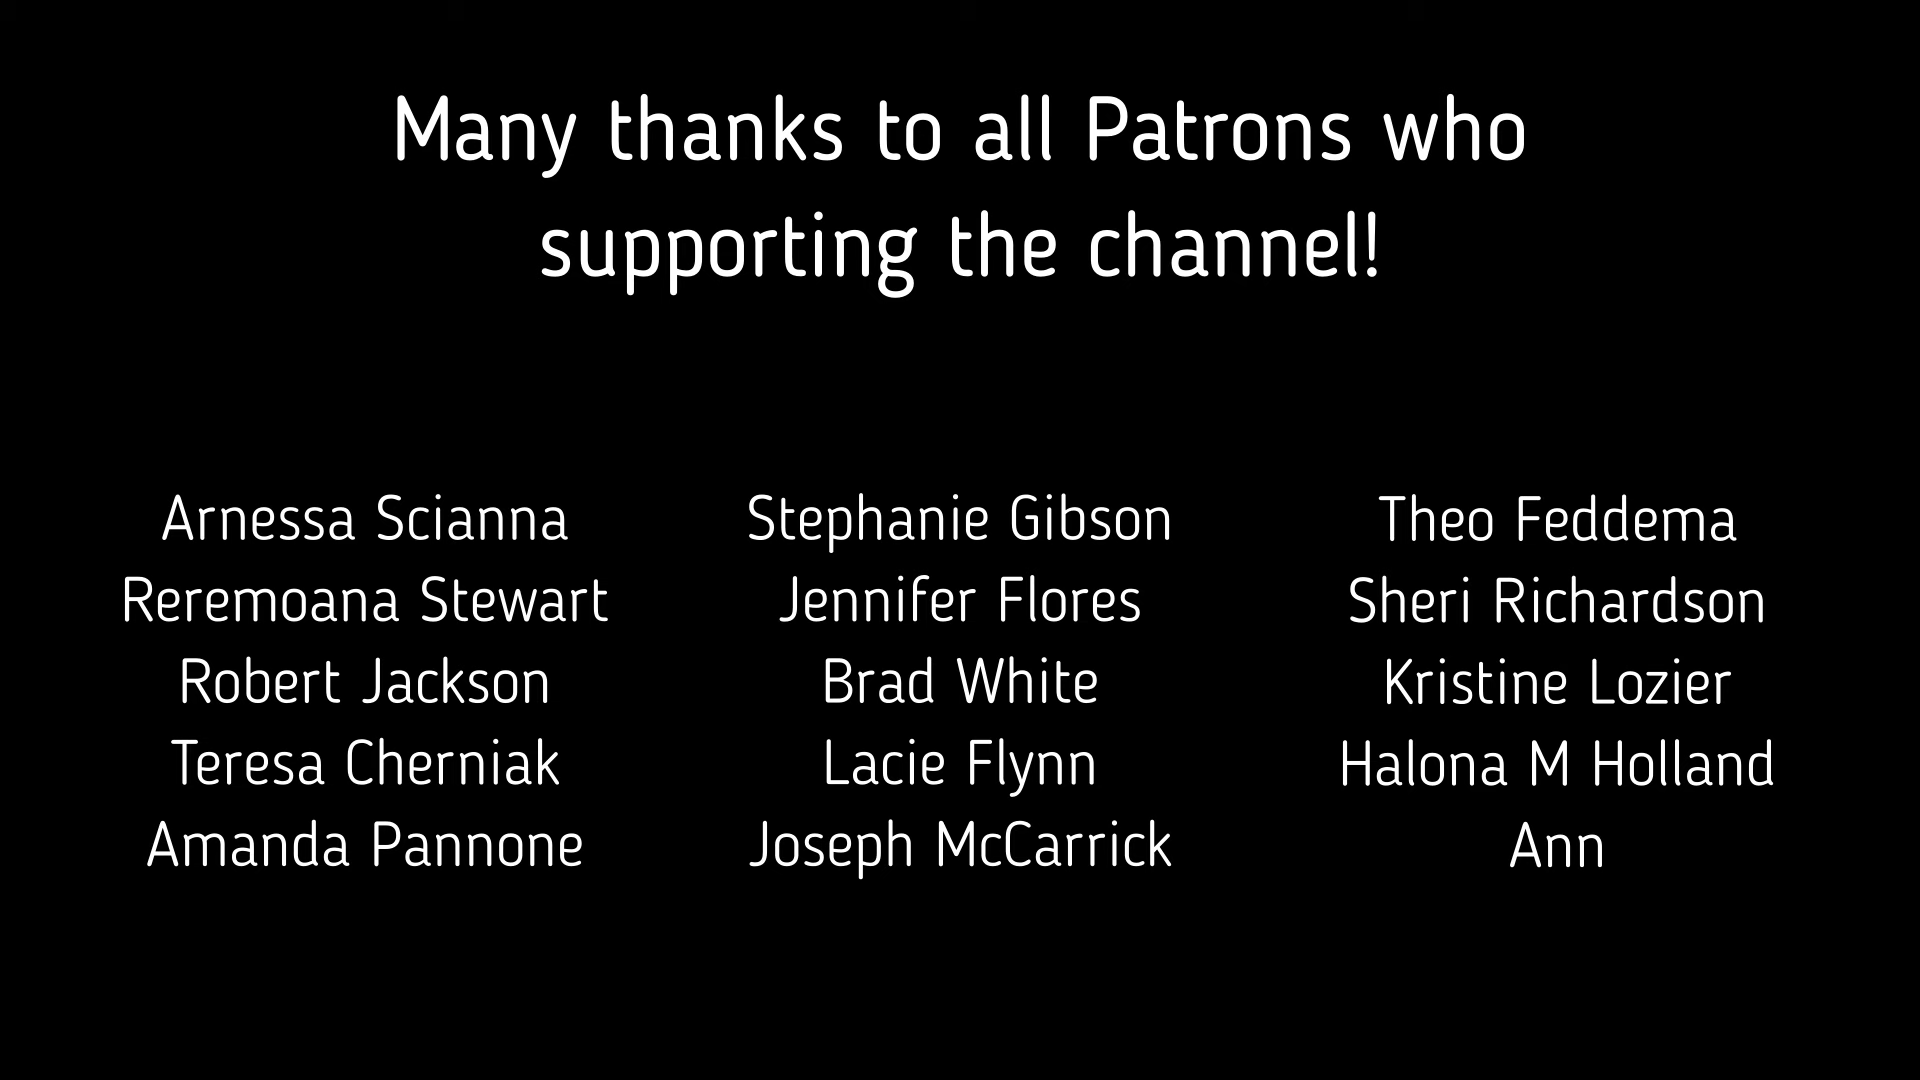 Many thanks to all Patrons who
supporting the channel!
Arnessa Scianna
Reremoana Stewart
Robert Jackson
Teresa Cherniak
Amanda Pannone
Stephanie Gibson
Jennifer Flores
Brad White
Lacie Flynn
Joseph McCarrick
Theo Feddema
Sheri Richardson
Kristine Lozier
Halona M Holland
Ann